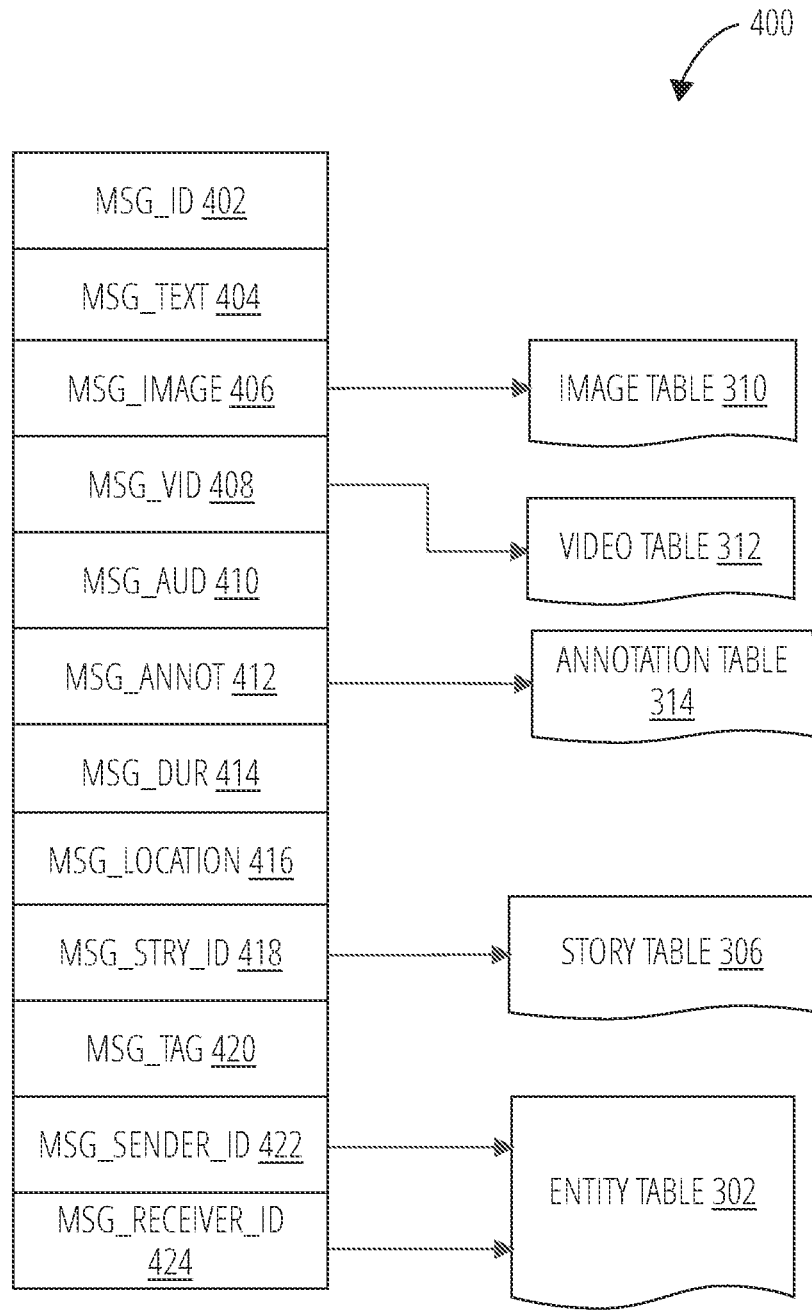 400
MSG_ID 402
MSG_TEXT 404
MSG_IMAGE 406
IMAGE TABLE 310
MSG_VID 408
VIDEO TABLE 312
MSG_AUD 410
MSG_ANNOT 412
ANNOTATION TABLE
314
MSG_DUR 414
MSG_LOCATION 416
MSG_STRY_ID 418
STORY TABLE 306
MSG_TAG 420
MSG_SENDER_ID 422
ENTITY TABLE 302
MSG_RECEIVER_ID
424